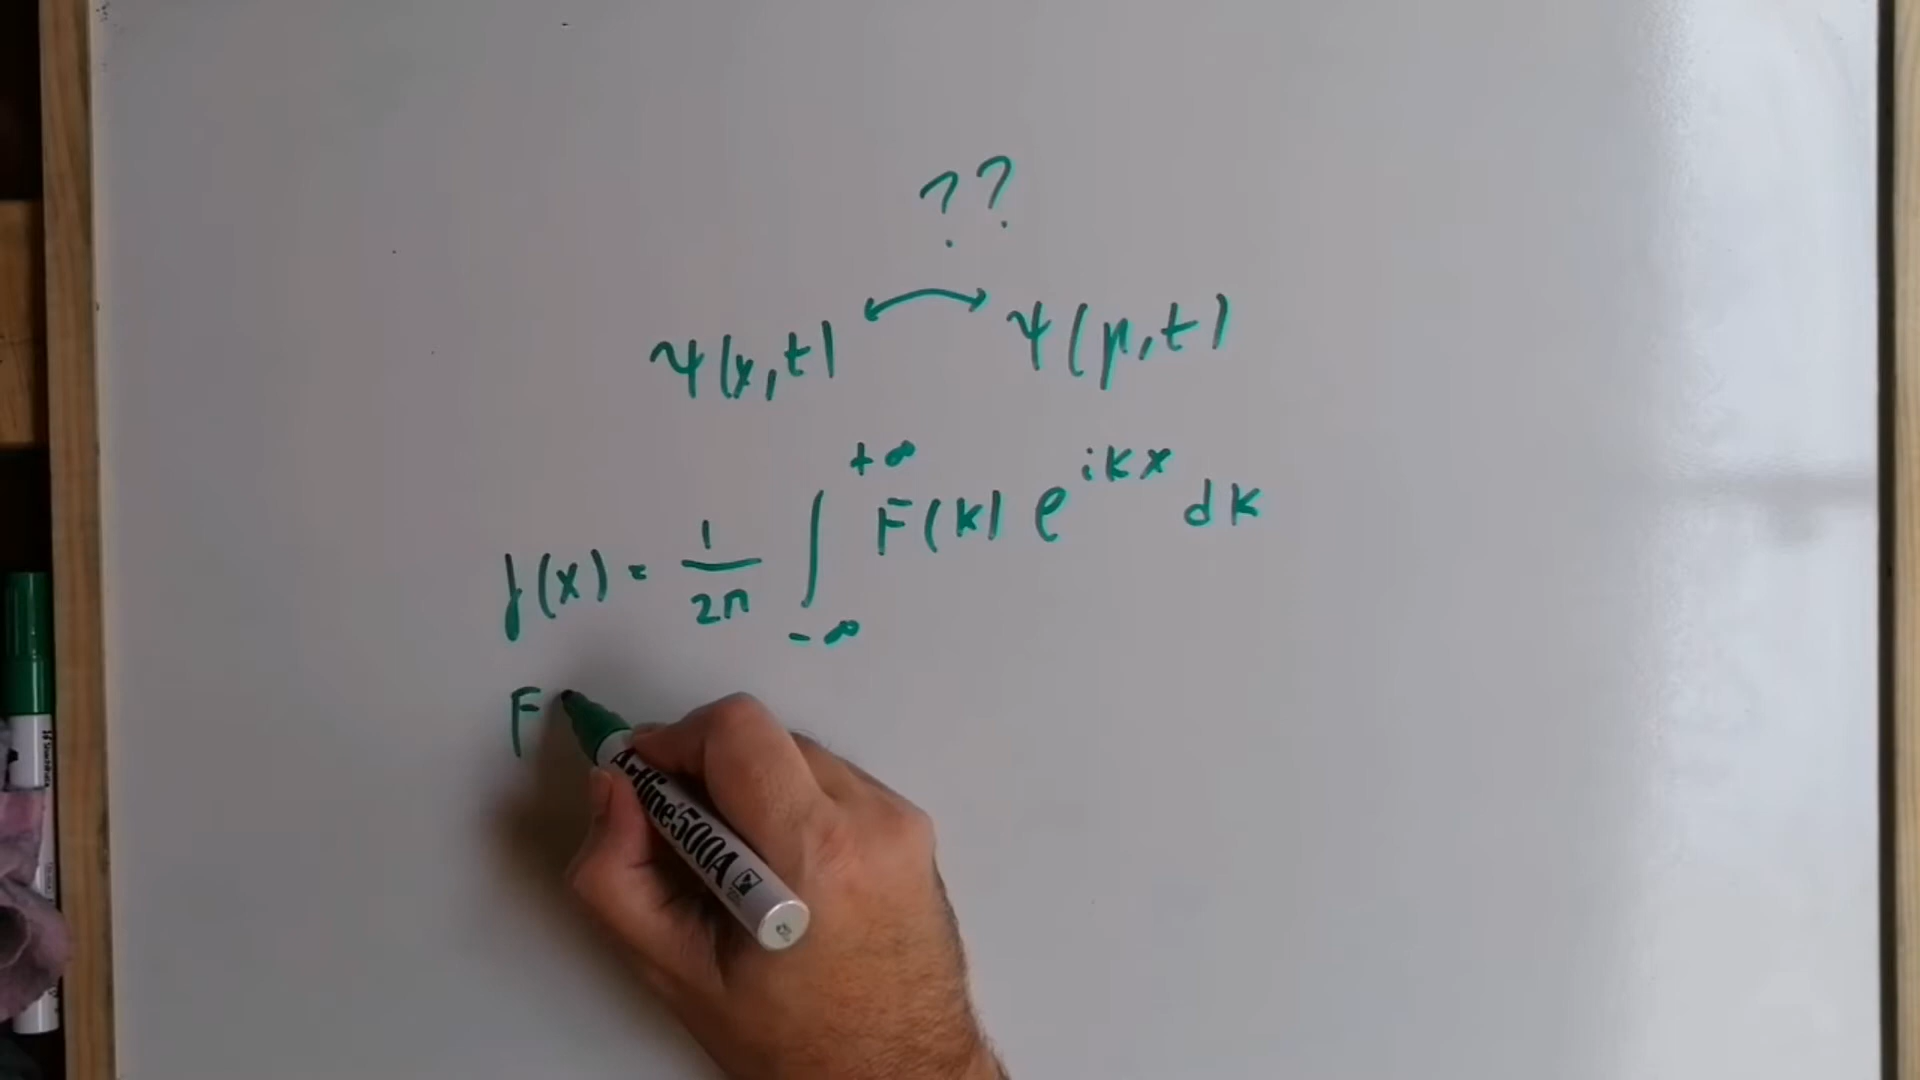 ??
Ψ(x,t) ↔ Ψ(p,t)
f(x) = 1/2π ∫_{-∞}^{+∞} F(k) e^{ikx} dk
F
Artline 500A